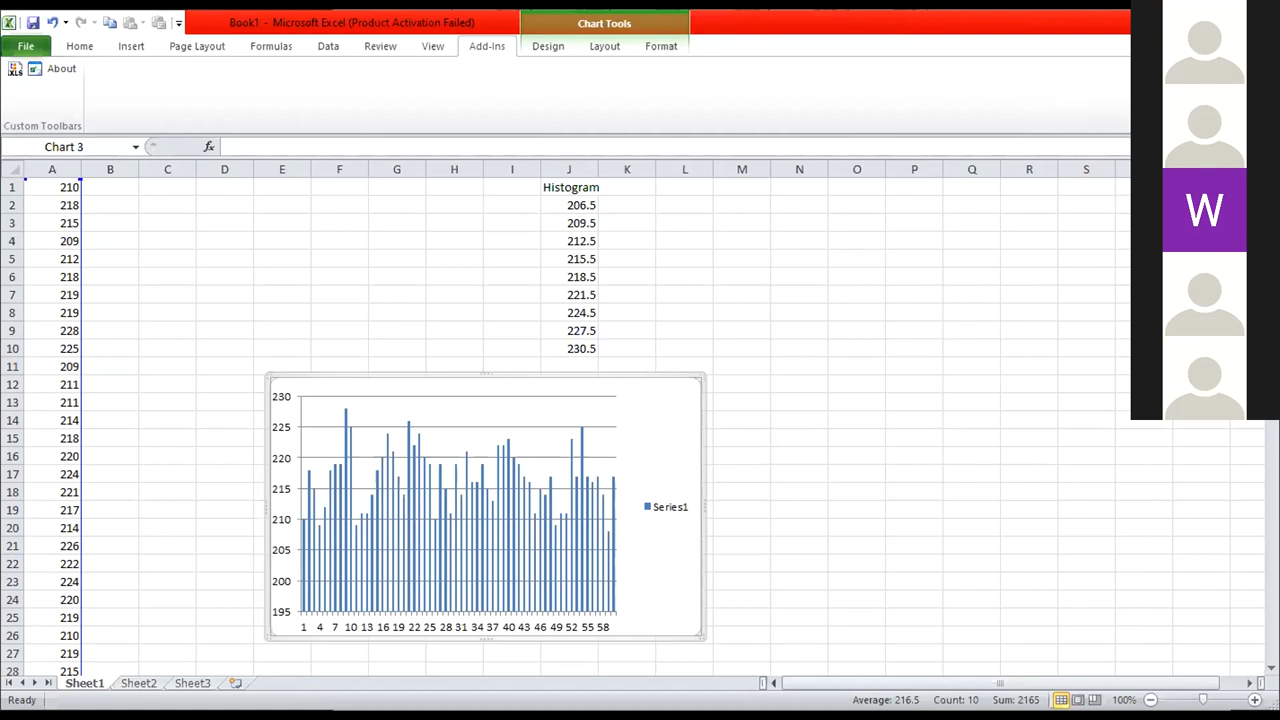 Book1 - Microsoft Excel (Product Activation Failed)
Chart Tools
File Home Insert Page Layout Formulas Data Review View Add-Ins Design Layout Format
About
Custom Toolbars
Chart 3 fx
A B C D E F G H I J K L M N O P Q R S
1 210 Histogram
2 218 206.5
3 215 209.5
4 209 212.5
5 212 215.5
6 218 218.5
7 219 221.5
8 219 224.5
9 228 227.5
10 225 230.5
11 209
12 211
13 211
14 214
15 218
16 220
17 224
18 221
19 217
20 214
21 226
22 222
23 224
24 220
25 219
26 210
27 219
28 215
230
225
220
215
210
205
200
195
1 4 7 10 13 16 19 22 25 28 31 34 37 40 43 46 49 52 55 58
Series1
W
Sheet1 Sheet2 Sheet3
Ready Average: 216.5 Count: 10 Sum: 2165 100%